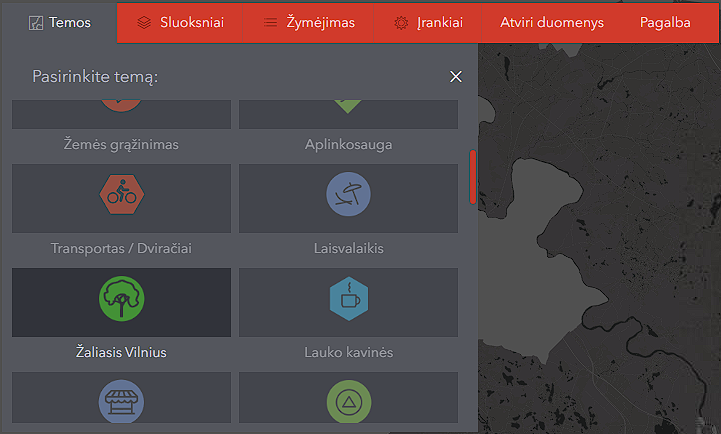 Temos
Sluoksniai
Žymėjimas
Įrankiai
Atviri duomenys
Pagalba
Pasirinkite temą:
Žemės grąžinimas
Aplinkosauga
Transportas / Dviračiai
Laisvalaikis
Žaliasis Vilnius
Lauko kavinės